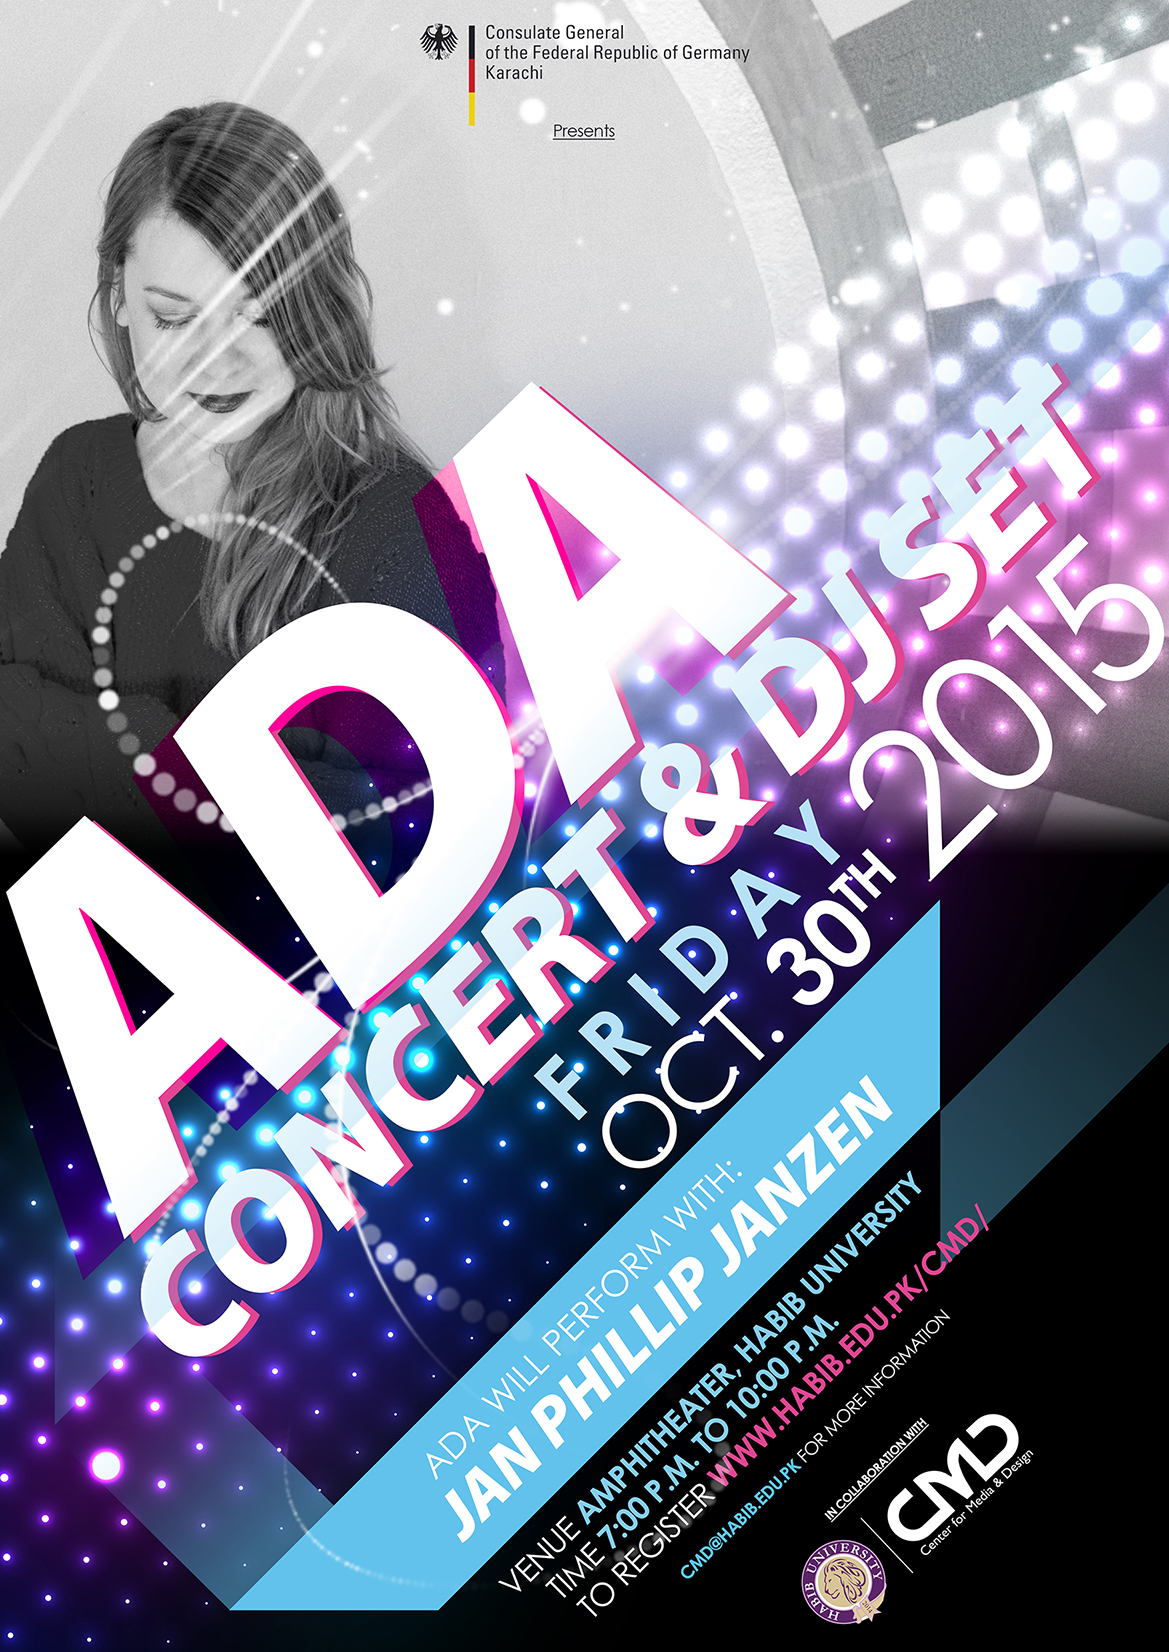 Consulate General
of the Federal Republic of Germany
Karachi
Presents
ADA
CONCERT & DJ SET
FRIDAY
OCT. 30TH 2015
ADA WILL PERFORM WITH:
JAN PHILLIP JANZEN
VENUE AMPHITHEATER, HABIB UNIVERSITY
TIME 7:00 P.M. TO 10:00 P.M.
TO REGISTER WWW.HABIB.EDU.PK/CMD/
CMD@HABIB.EDU.PK FOR MORE INFORMATION
IN COLLABORATION WITH
HABIB UNIVERSITY
CMD
Center for Media & Design